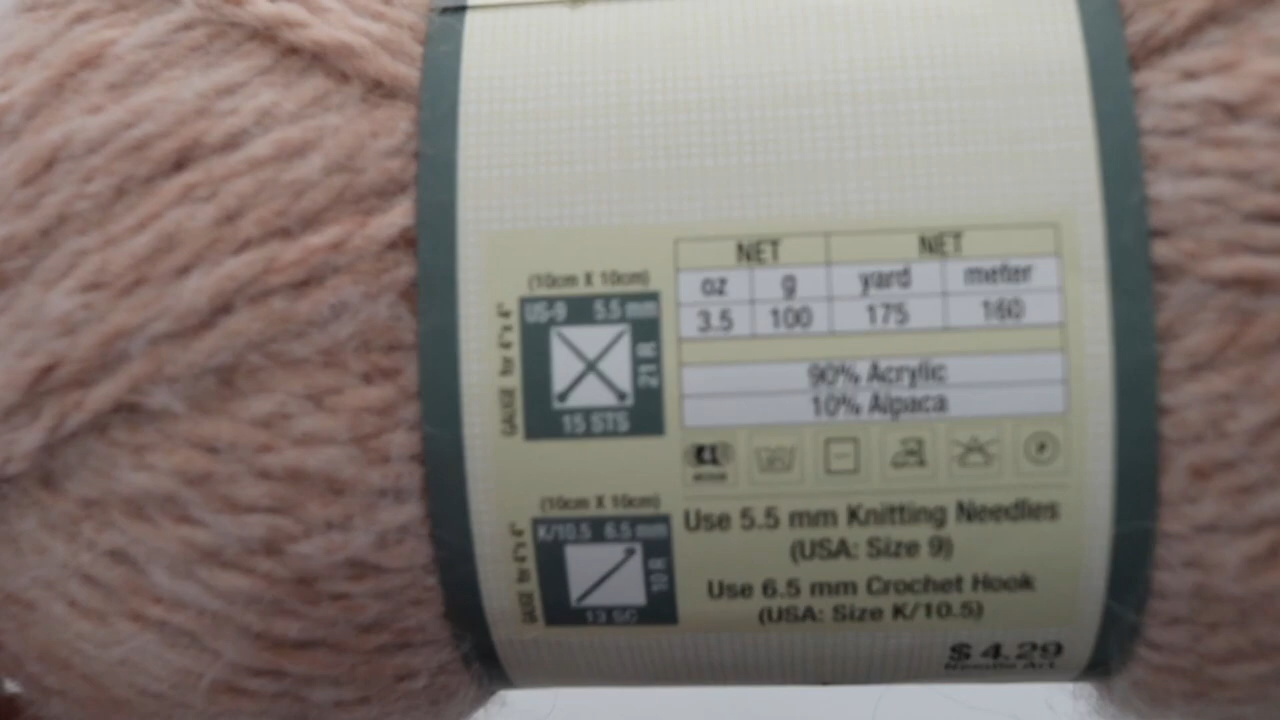 NET NET
oz g yard meter
3.5 100 175 160
90% Acrylic
10% Alpaca
(10cm X 10cm)
GAUGE for 4"x 4"
US-9 5.5 mm
21 R
15 STS
(10cm X 10cm)
GAUGE for 4"x 4"
K/10.5 6.5 mm
10 R
13 SC
4
Use 5.5 mm Knitting Needles
(USA: Size 9)
Use 6.5 mm Crochet Hook
(USA: Size K/10.5)
$4.29
Needle Art